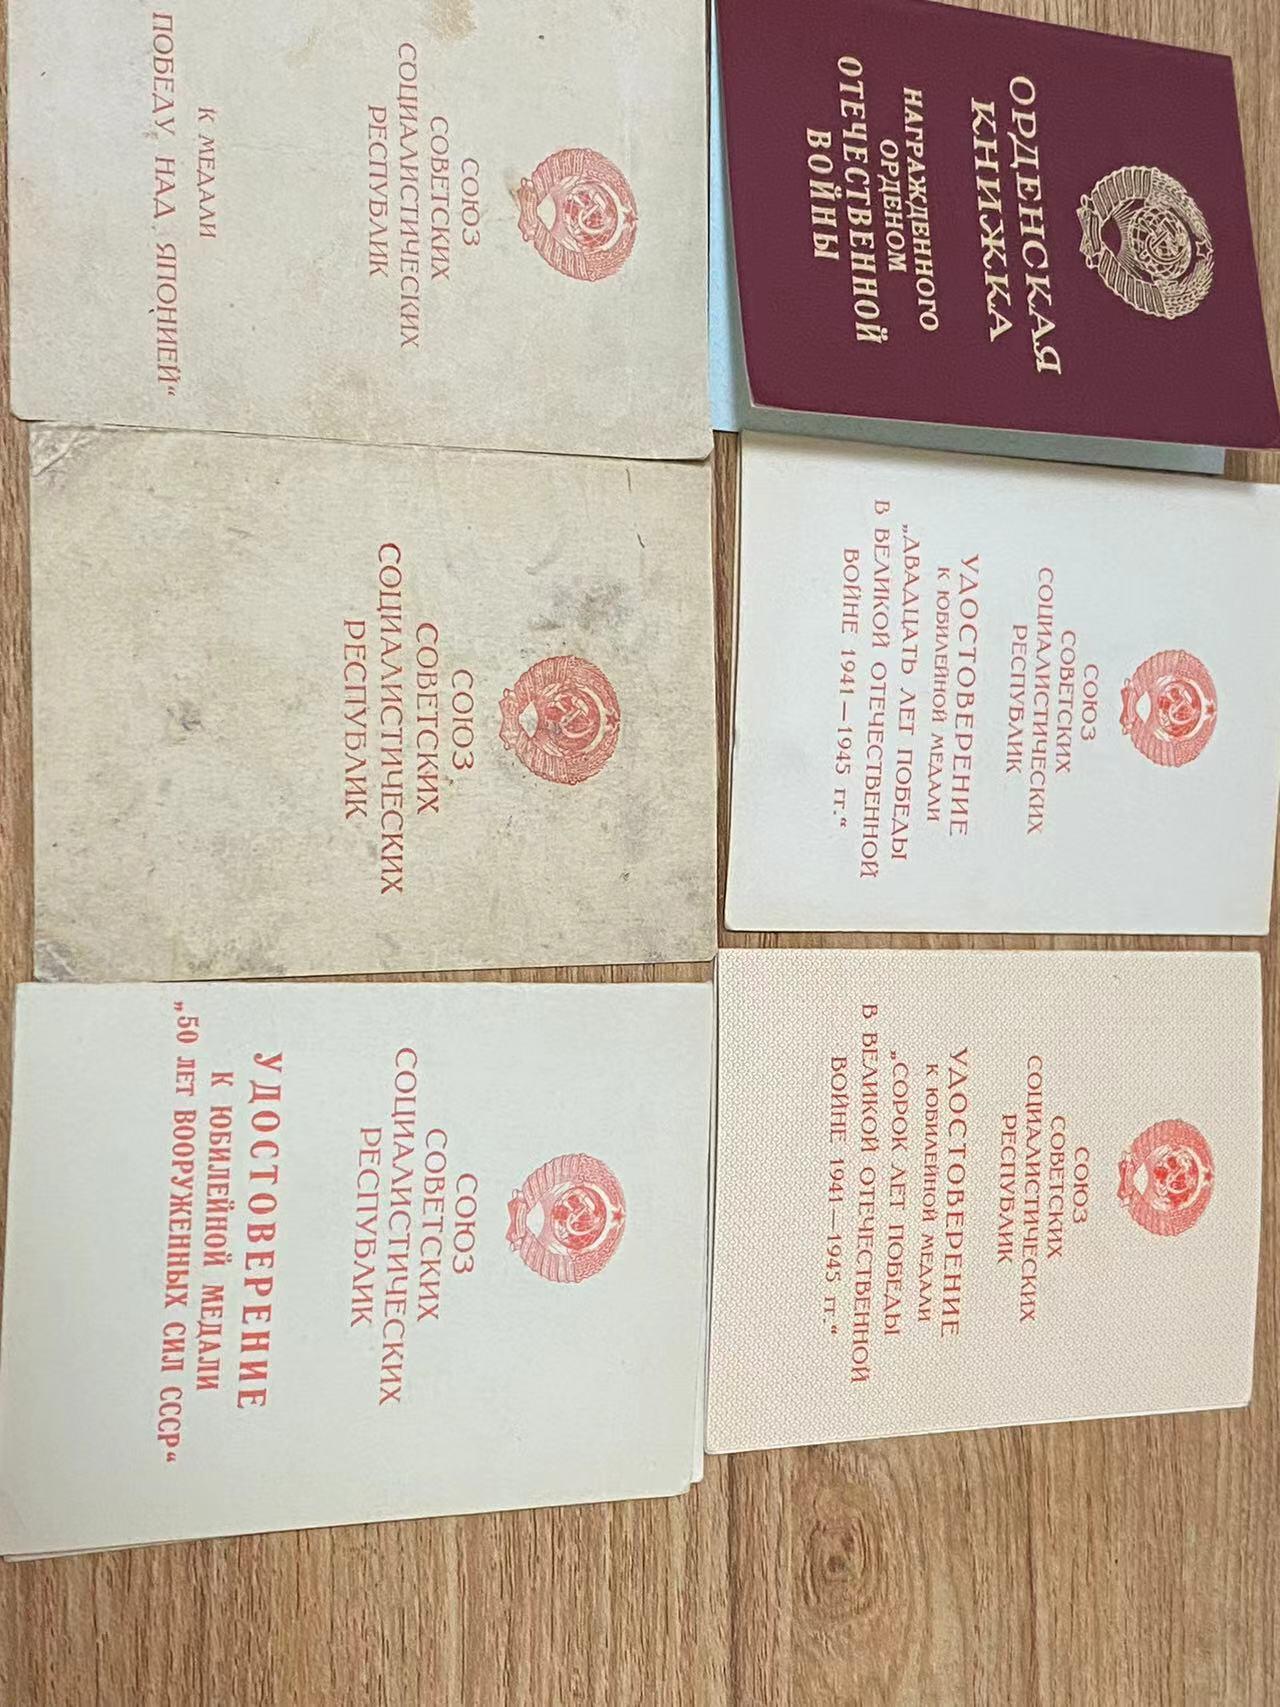 СОЮЗ
СОВЕТСКИХ
СОЦИАЛИСТИЧЕСКИХ
РЕСПУБЛИК
К МЕДАЛИ
ПОБЕДУ НАД ЯПОНИЕЙ“
СОЮЗ
СОВЕТСКИХ
СОЦИАЛИСТИЧЕСКИХ
РЕСПУБЛИК
СОЮЗ
СОВЕТСКИХ
СОЦИАЛИСТИЧЕСКИХ
РЕСПУБЛИК
УДОСТОВЕРЕНИЕ
К ЮБИЛЕЙНОЙ МЕДАЛИ
„50 ЛЕТ ВООРУЖЕННЫХ СИЛ СССР“
ОРДЕНСКАЯ
КНИЖКА
НАГРАЖДЕННОГО
ОРДЕНОМ
ОТЕЧЕСТВЕННОЙ
ВОЙНЫ
СОЮЗ
СОВЕТСКИХ
СОЦИАЛИСТИЧЕСКИХ
РЕСПУБЛИК
УДОСТОВЕРЕНИЕ
К ЮБИЛЕЙНОЙ МЕДАЛИ
„ДВАДЦАТЬ ЛЕТ ПОБЕДЫ
В ВЕЛИКОЙ ОТЕЧЕСТВЕННОЙ
ВОЙНЕ 1941—1945 гг.“
СОЮЗ
СОВЕТСКИХ
СОЦИАЛИСТИЧЕСКИХ
РЕСПУБЛИК
УДОСТОВЕРЕНИЕ
К ЮБИЛЕЙНОЙ МЕДАЛИ
„СОРОК ЛЕТ ПОБЕДЫ
В ВЕЛИКОЙ ОТЕЧЕСТВЕННОЙ
ВОЙНЕ 1941—1945 гг.“